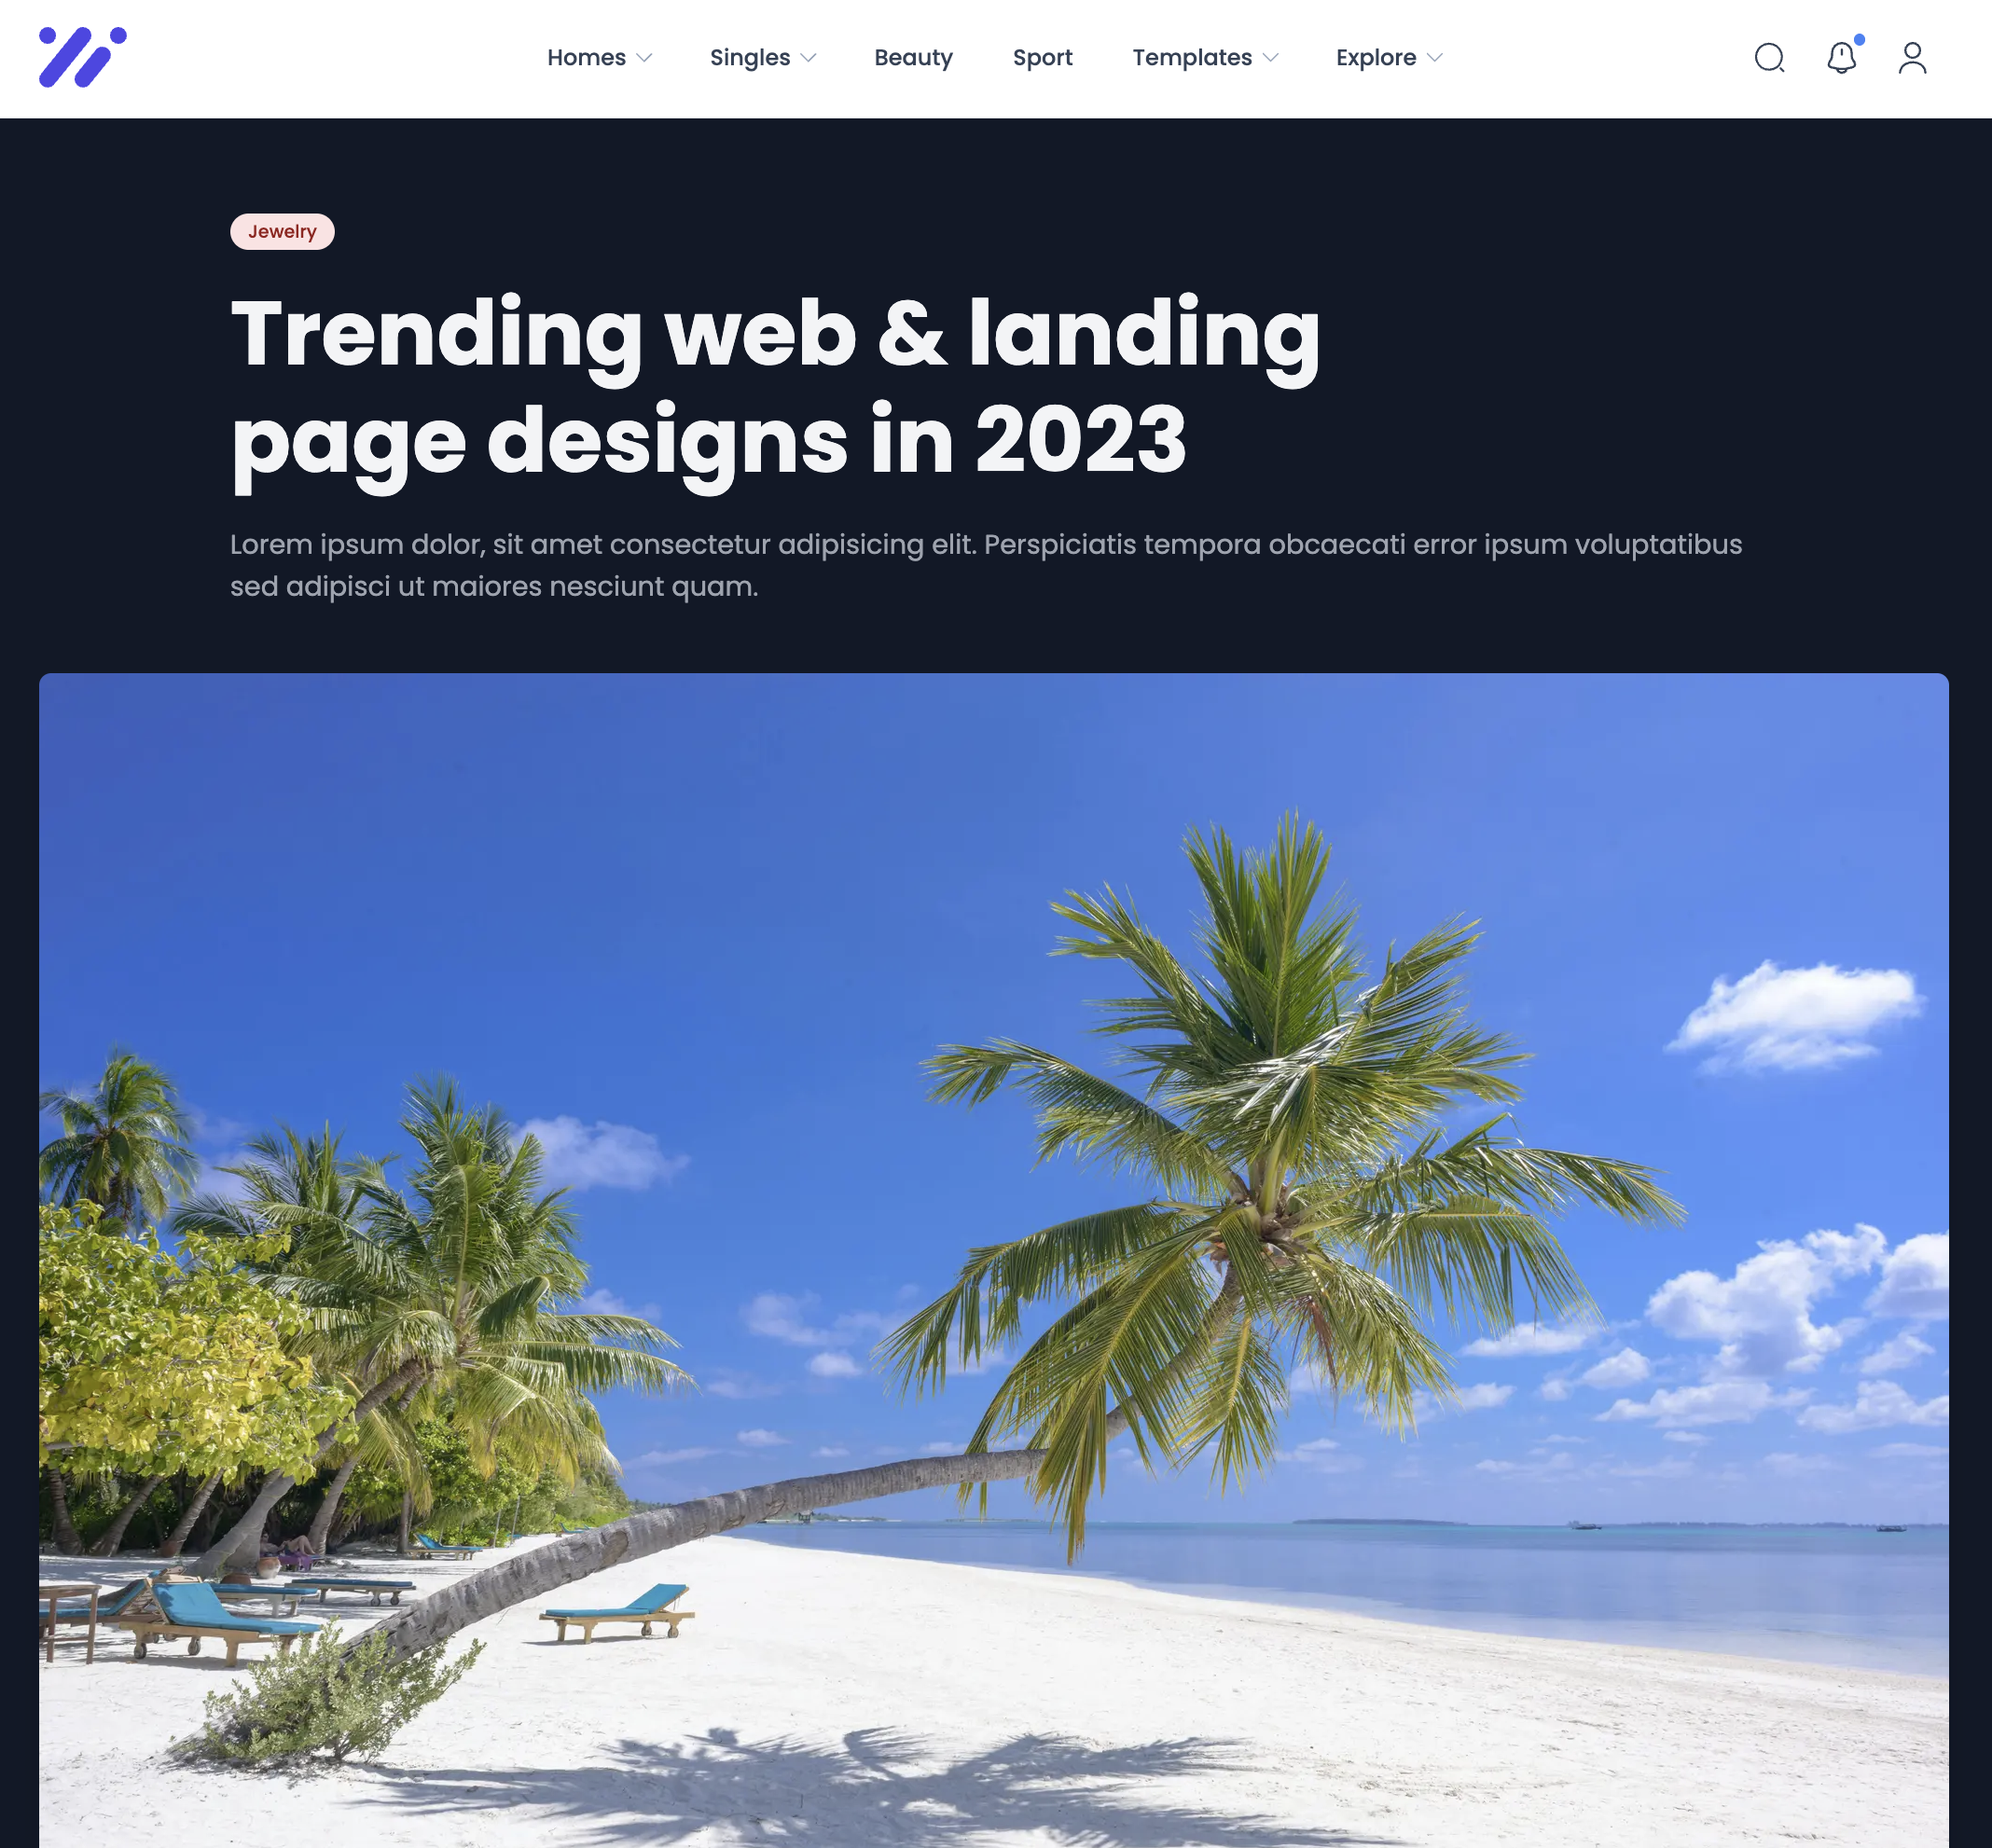 Homes
Singles
Beauty
Sport
Templates
Explore
Jewelry
Trending web & landing
page designs in 2023
Lorem ipsum dolor, sit amet consectetur adipisicing elit. Perspiciatis tempora obcaecati error ipsum voluptatibus
sed adipisci ut maiores nesciunt quam.